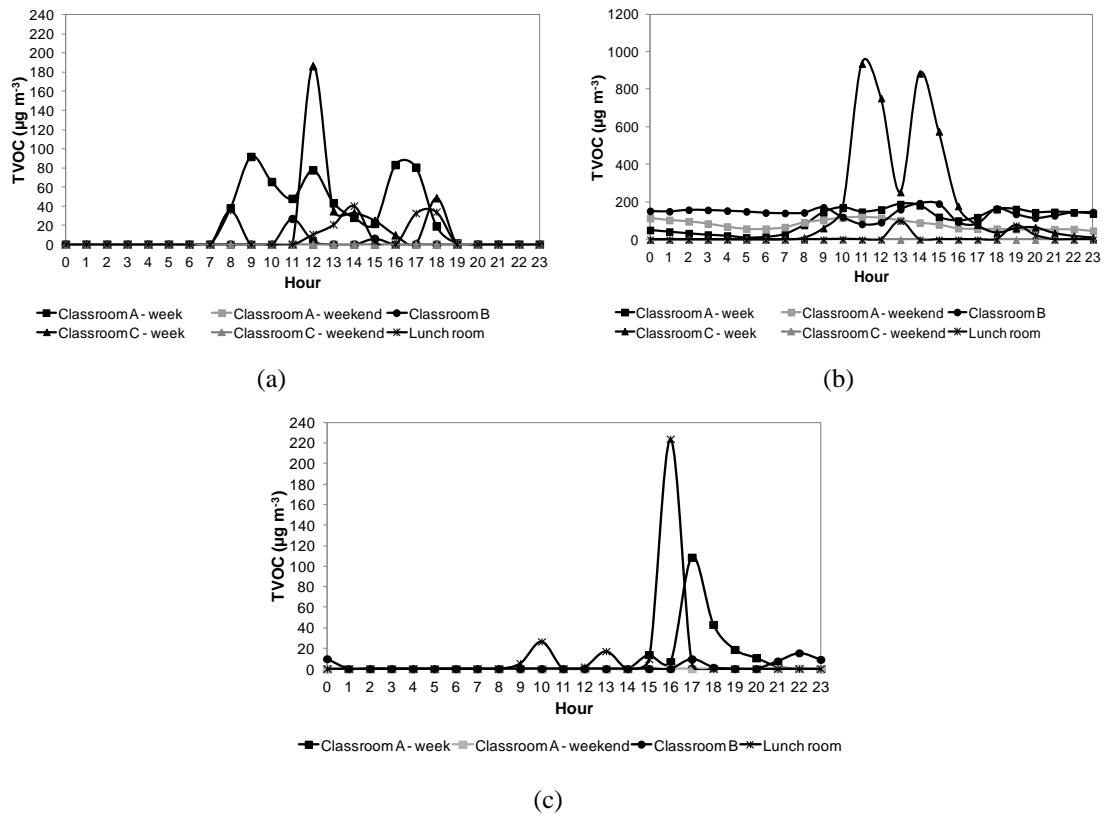 TVOC (µg m⁻³)
240
220
200
180
160
140
120
100
80
60
40
20
0
0 1 2 3 4 5 6 7 8 9 10 11 12 13 14 15 16 17 18 19 20 21 22 23
Hour
Classroom A - week Classroom A - weekend Classroom B
Classroom C - week Classroom C - weekend Lunch room
(a)
TVOC (µg m⁻³)
1200
1000
800
600
400
200
0
0 1 2 3 4 5 6 7 8 9 10 11 12 13 14 15 16 17 18 19 20 21 22 23
Hour
Classroom A - week Classroom A - weekend Classroom B
Classroom C - week Classroom C - weekend Lunch room
(b)
TVOC (µg m⁻³)
240
220
200
180
160
140
120
100
80
60
40
20
0
0 1 2 3 4 5 6 7 8 9 10 11 12 13 14 15 16 17 18 19 20 21 22 23
Hour
Classroom A - week Classroom A - weekend Classroom B Lunch room
(c)